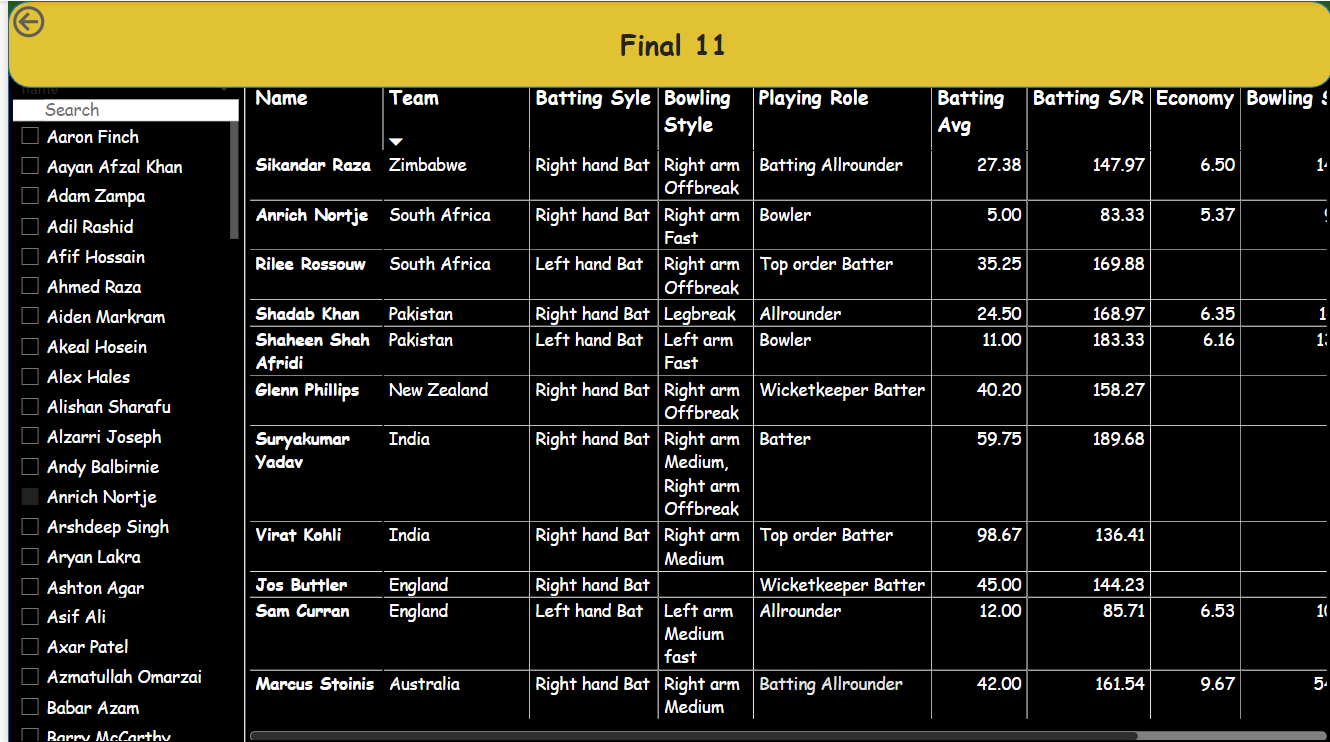 Final 11
name
Search
Aaron Finch
Aayan Afzal Khan
Adam Zampa
Adil Rashid
Afif Hossain
Ahmed Raza
Aiden Markram
Akeal Hosein
Alex Hales
Alishan Sharafu
Alzarri Joseph
Andy Balbirnie
Anrich Nortje
Arshdeep Singh
Aryan Lakra
Ashton Agar
Asif Ali
Axar Patel
Azmatullah Omarzai
Babar Azam
Barry McCarthy
Name Team Batting Syle Bowling Playing Role Batting Batting S/R Economy Bowling
Style Avg
Sikandar Raza Zimbabwe Right hand Bat Right arm Batting Allrounder 27.38 147.97 6.50
Offbreak
Anrich Nortje South Africa Right hand Bat Right arm Bowler 5.00 83.33 5.37
Fast
Rilee Rossouw South Africa Left hand Bat Right arm Top order Batter 35.25 169.88
Offbreak
Shadab Khan Pakistan Right hand Bat Legbreak Allrounder 24.50 168.97 6.35
Shaheen Shah Pakistan Left hand Bat Left arm Bowler 11.00 183.33 6.16
Afridi Fast
Glenn Phillips New Zealand Right hand Bat Right arm Wicketkeeper Batter 40.20 158.27
Offbreak
Suryakumar India Right hand Bat Right arm Batter 59.75 189.68
Yadav Medium,
Right arm
Offbreak
Virat Kohli India Right hand Bat Right arm Top order Batter 98.67 136.41
Medium
Jos Buttler England Right hand Bat Wicketkeeper Batter 45.00 144.23
Sam Curran England Left hand Bat Left arm Allrounder 12.00 85.71 6.53
Medium
fast
Marcus Stoinis Australia Right hand Bat Right arm Batting Allrounder 42.00 161.54 9.67
Medium